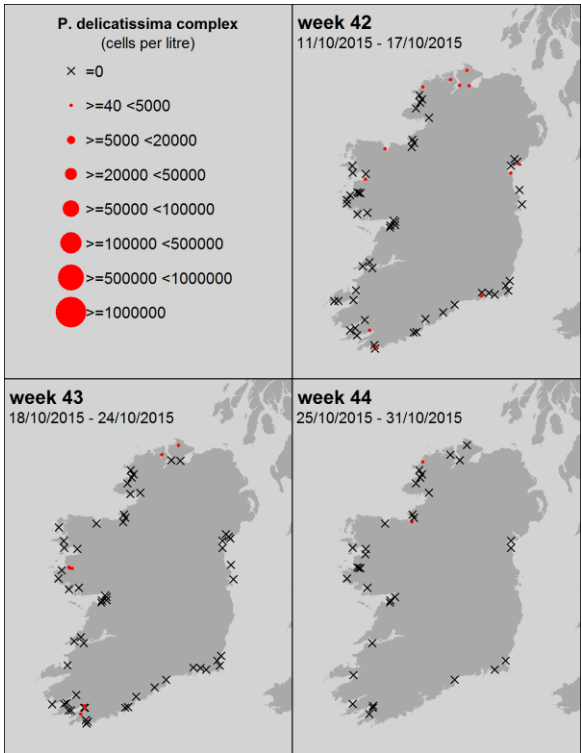 P. delicatissima complex
(cells per litre)
=0
>=40 <5000
>=5000 <20000
>=20000 <50000
>=50000 <100000
>=100000 <500000
>=500000 <1000000
>=1000000
week 42
11/10/2015 - 17/10/2015
week 43
18/10/2015 - 24/10/2015
week 44
25/10/2015 - 31/10/2015